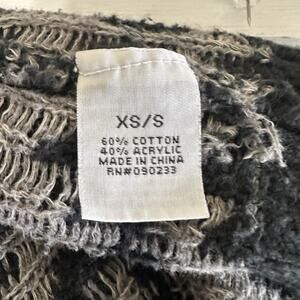 XS/S
60% COTTON
40% ACRYLIC
MADE IN CHINA
RN#090233